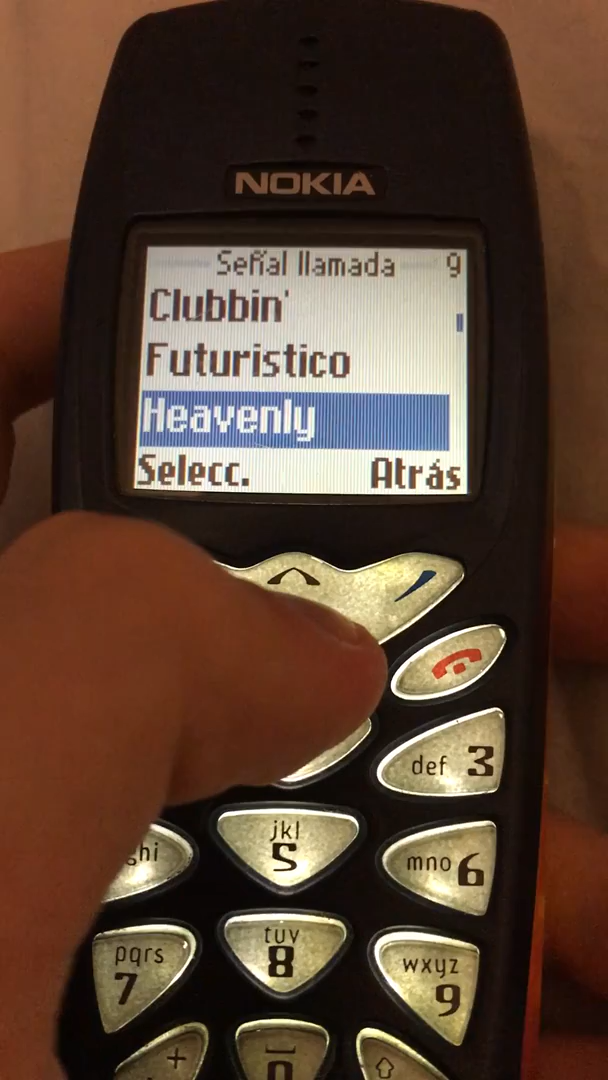 NOKIA
Señal llamada 9
Clubbin'
Futuristico
Heavenly
Selecc. Atrás
def 3
jkl
5
mno 6
pqrs
7
tuv
8
wxyz
9
+
0